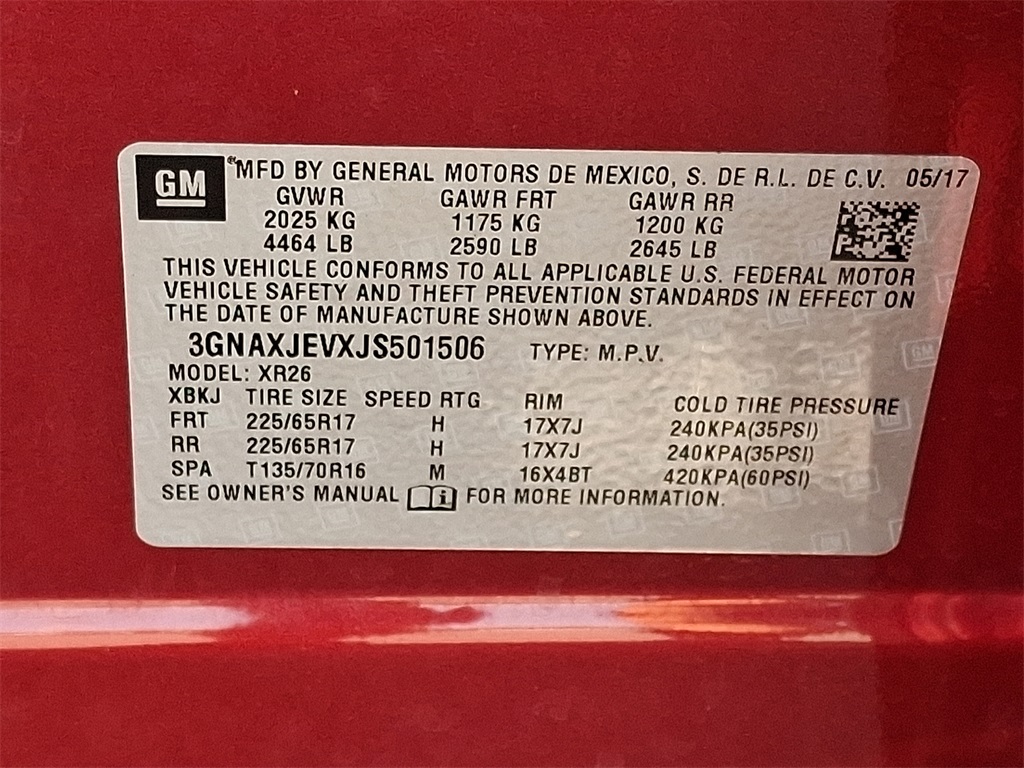 GM ® MFD BY GENERAL MOTORS DE MEXICO, S. DE R.L. DE C.V. 05/17
GVWR GAWR FRT GAWR RR
2025 KG 1175 KG 1200 KG
4464 LB 2590 LB 2645 LB
THIS VEHICLE CONFORMS TO ALL APPLICABLE U.S. FEDERAL MOTOR
VEHICLE SAFETY AND THEFT PREVENTION STANDARDS IN EFFECT ON
THE DATE OF MANUFACTURE SHOWN ABOVE.
3GNAXJEVXJS501506 TYPE: M.P.V.
MODEL: XR26
XBKJ TIRE SIZE SPEED RTG RIM COLD TIRE PRESSURE
FRT 225/65R17 H 17X7J 240KPA(35PSI)
RR 225/65R17 H 17X7J 240KPA(35PSI)
SPA T135/70R16 M 16X4BT 420KPA(60PSI)
SEE OWNER'S MANUAL i FOR MORE INFORMATION.